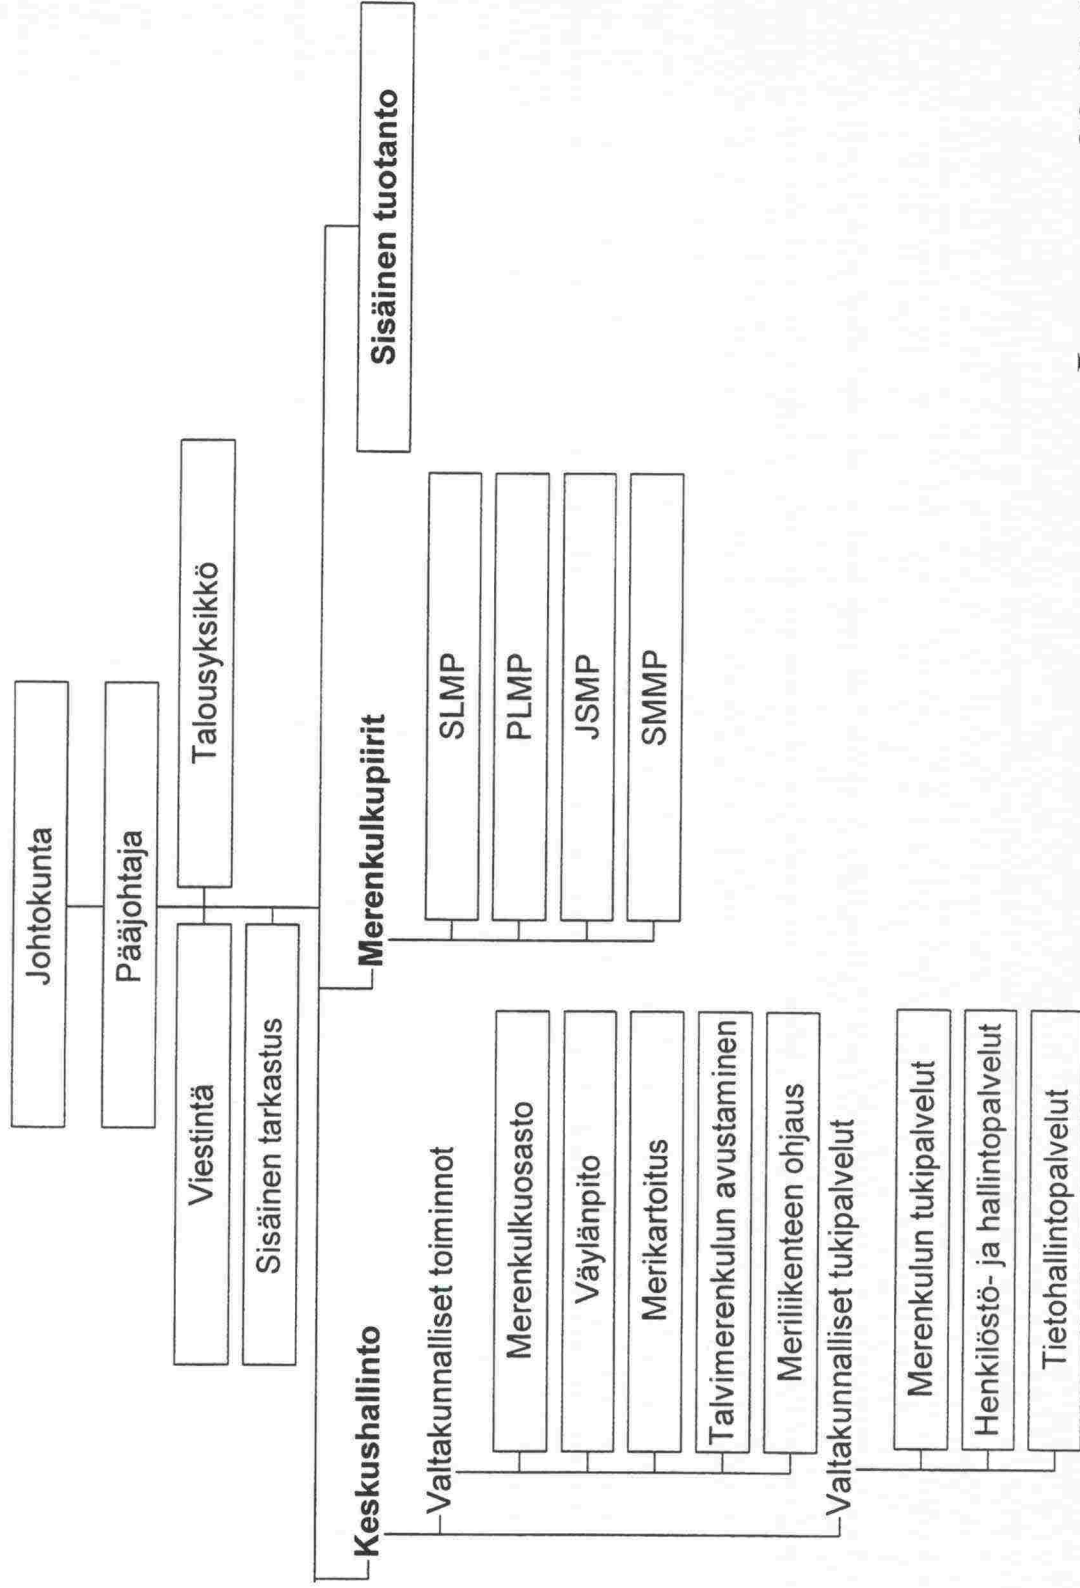 Johtokunta
Pääjohtaja
Viestintä
Talousyksikkö
Sisäinen tarkastus
Keskushallinto
Valtakunnalliset toiminnot
Merenkulkuosasto
Väylänpito
Merikartoitus
Talvimerenkulun avustaminen
Meriliikenteen ohjaus
Valtakunnalliset tukipalvelut
Merenkulun tukipalvelut
Henkilöstö- ja hallintopalvelut
Tietohallintopalvelut
Merenkulkupiirit
SLMP
PLMP
JSMP
SMMP
Sisäinen tuotanto